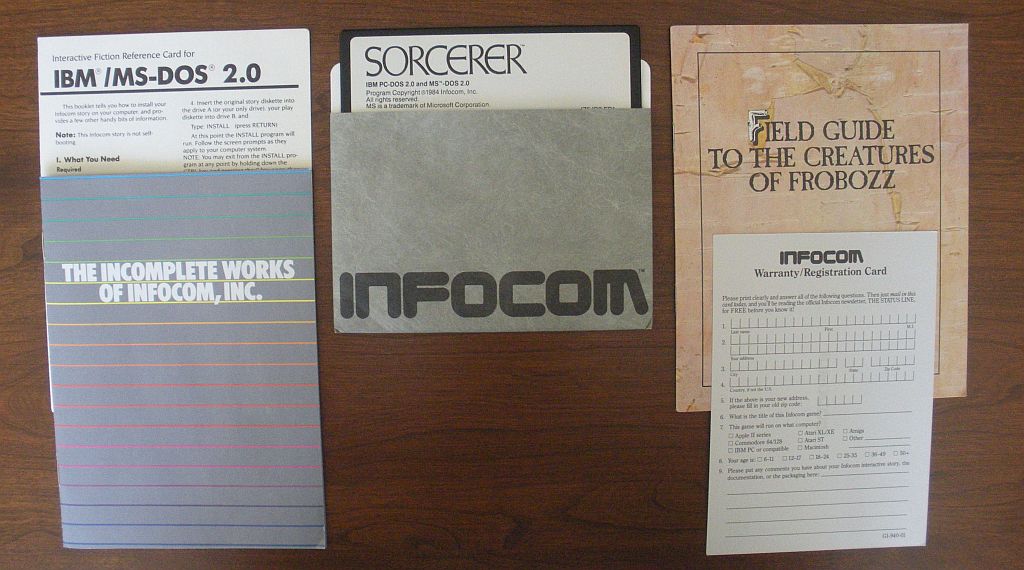 Interactive Fiction Reference Card for
IBM®/MS-DOS® 2.0
This booklet tells you how to install your
Infocom story on your computer, and pro-
vides a few other handy bits of information.
Note: This Infocom story is not self-
booting.
I. What You Need
Required
4. Insert the original story diskette into
the drive A (or your only drive), your play
diskette into drive B, and
Type: INSTALL (press RETURN)
At this point the INSTALL program will
run. Follow the screen prompts as they
apply to your computer system.
NOTE: You may exit from the INSTALL pro-
gram at any point by holding down the
THE INCOMPLETE WORKS
OF INFOCOM, INC.
SORCERER™
IBM PC-DOS 2.0 and MS™-DOS 2.0
Program Copyright ©1984 Infocom, Inc.
All rights reserved.
MS is a trademark of Microsoft Corporation.
INFOCOM™
FIELD GUIDE
TO THE CREATURES
OF FROBOZZ
INFOCOM
Warranty/Registration Card
Please print clearly and answer all of the following questions. Then just mail in this
card today, and you'll be reading the official Infocom newsletter, THE STATUS LINE,
for FREE before you know it!
1.
Last name First M.I.
2.
Your address
3.
City State Zip Code
4.
Country, if not the U.S.
5. If the above is your new address,
please fill in your old zip code:
6. What is the title of this Infocom game?
7. This game will run on what computer?
□ Apple II series □ Atari XL/XE □ Amiga
□ Commodore 64/128 □ Atari ST □ Other
□ IBM PC or compatible □ Macintosh
8. Your age is: □ 6-11 □ 12-17 □ 18-24 □ 25-35 □ 36-49 □ 50+
9. Please put any comments you have about your Infocom interactive story, the
documentation, or the packaging here:
GI-940-01